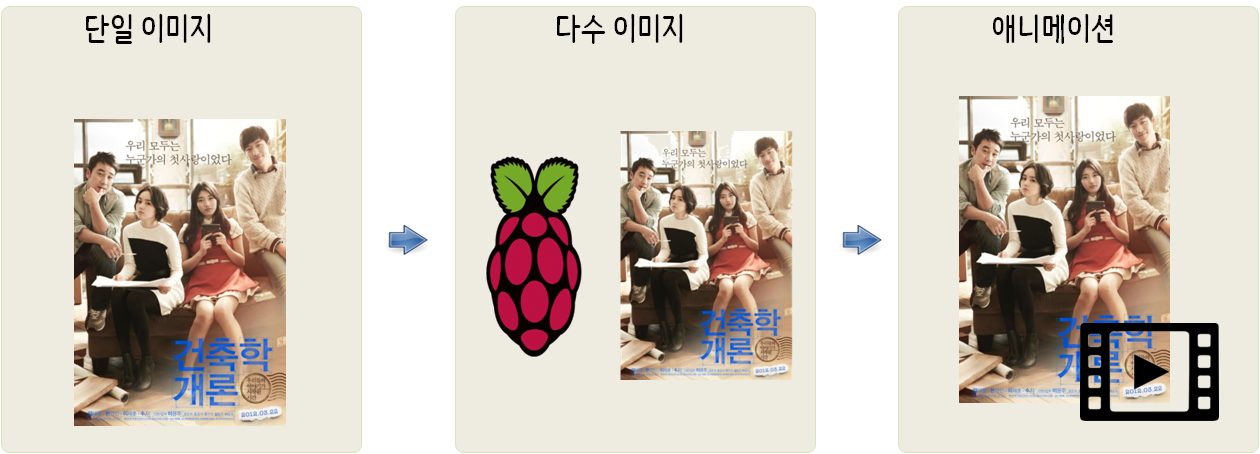 단일 이미지
우리 모두는
누군가의 첫사랑이었다
건축학
개론
2012.03.22
다수 이미지
우리 모두는
누군가의 첫사랑이었다
건축학
개론
2012.03.22
애니메이션
우리 모두는
누군가의 첫사랑이었다
건축학
개론
2012.03.22